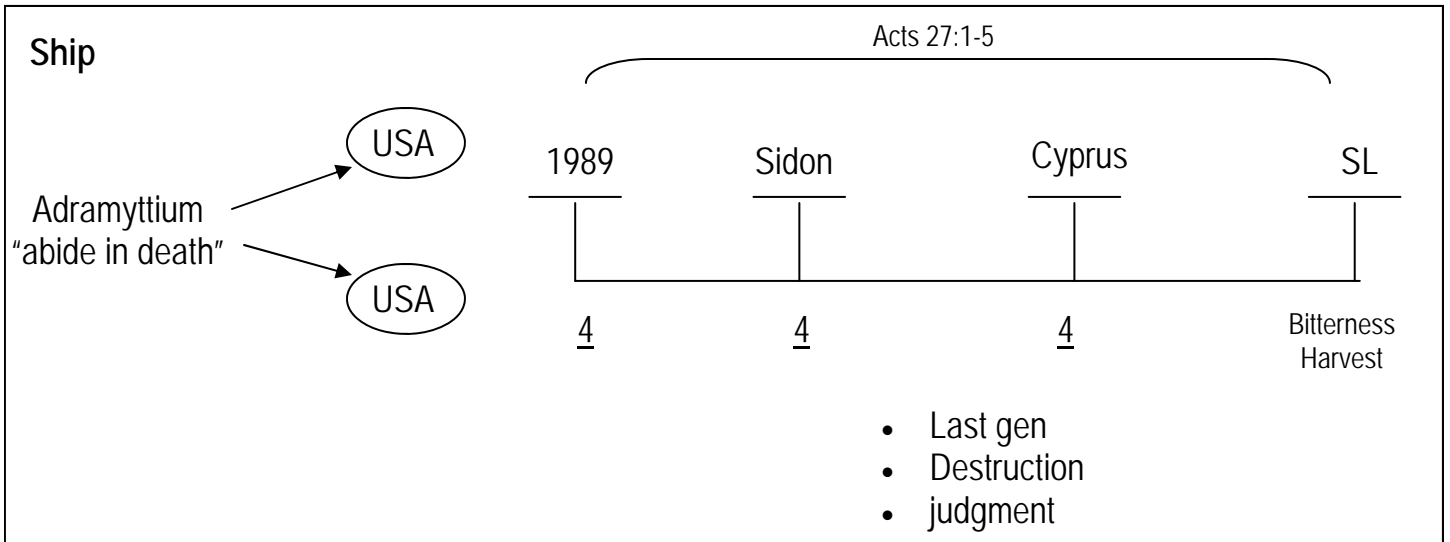 Acts 27:1-5
Ship
USA
1989
Sidon
Cyprus
SL
Adramyttium
“abide in death”
USA
4
4
4
Bitterness
Harvest
• Last gen
• Destruction
• judgment